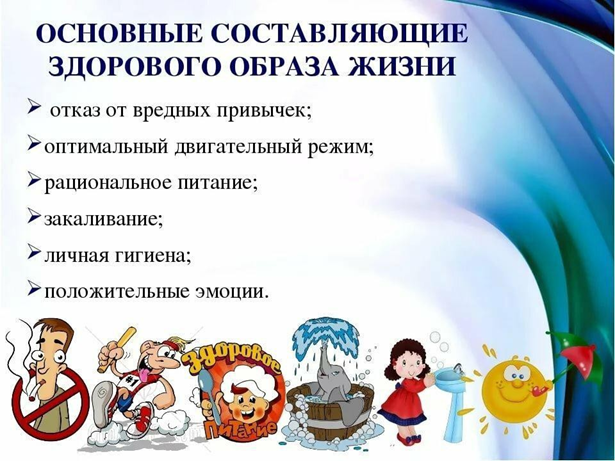 ОСНОВНЫЕ СОСТАВЛЯЮЩИЕ
ЗДОРОВОГО ОБРАЗА ЖИЗНИ
отказ от вредных привычек;
оптимальный двигательный режим;
рациональное питание;
закаливание;
личная гигиена;
положительные эмоции.
Здоровое
Питание